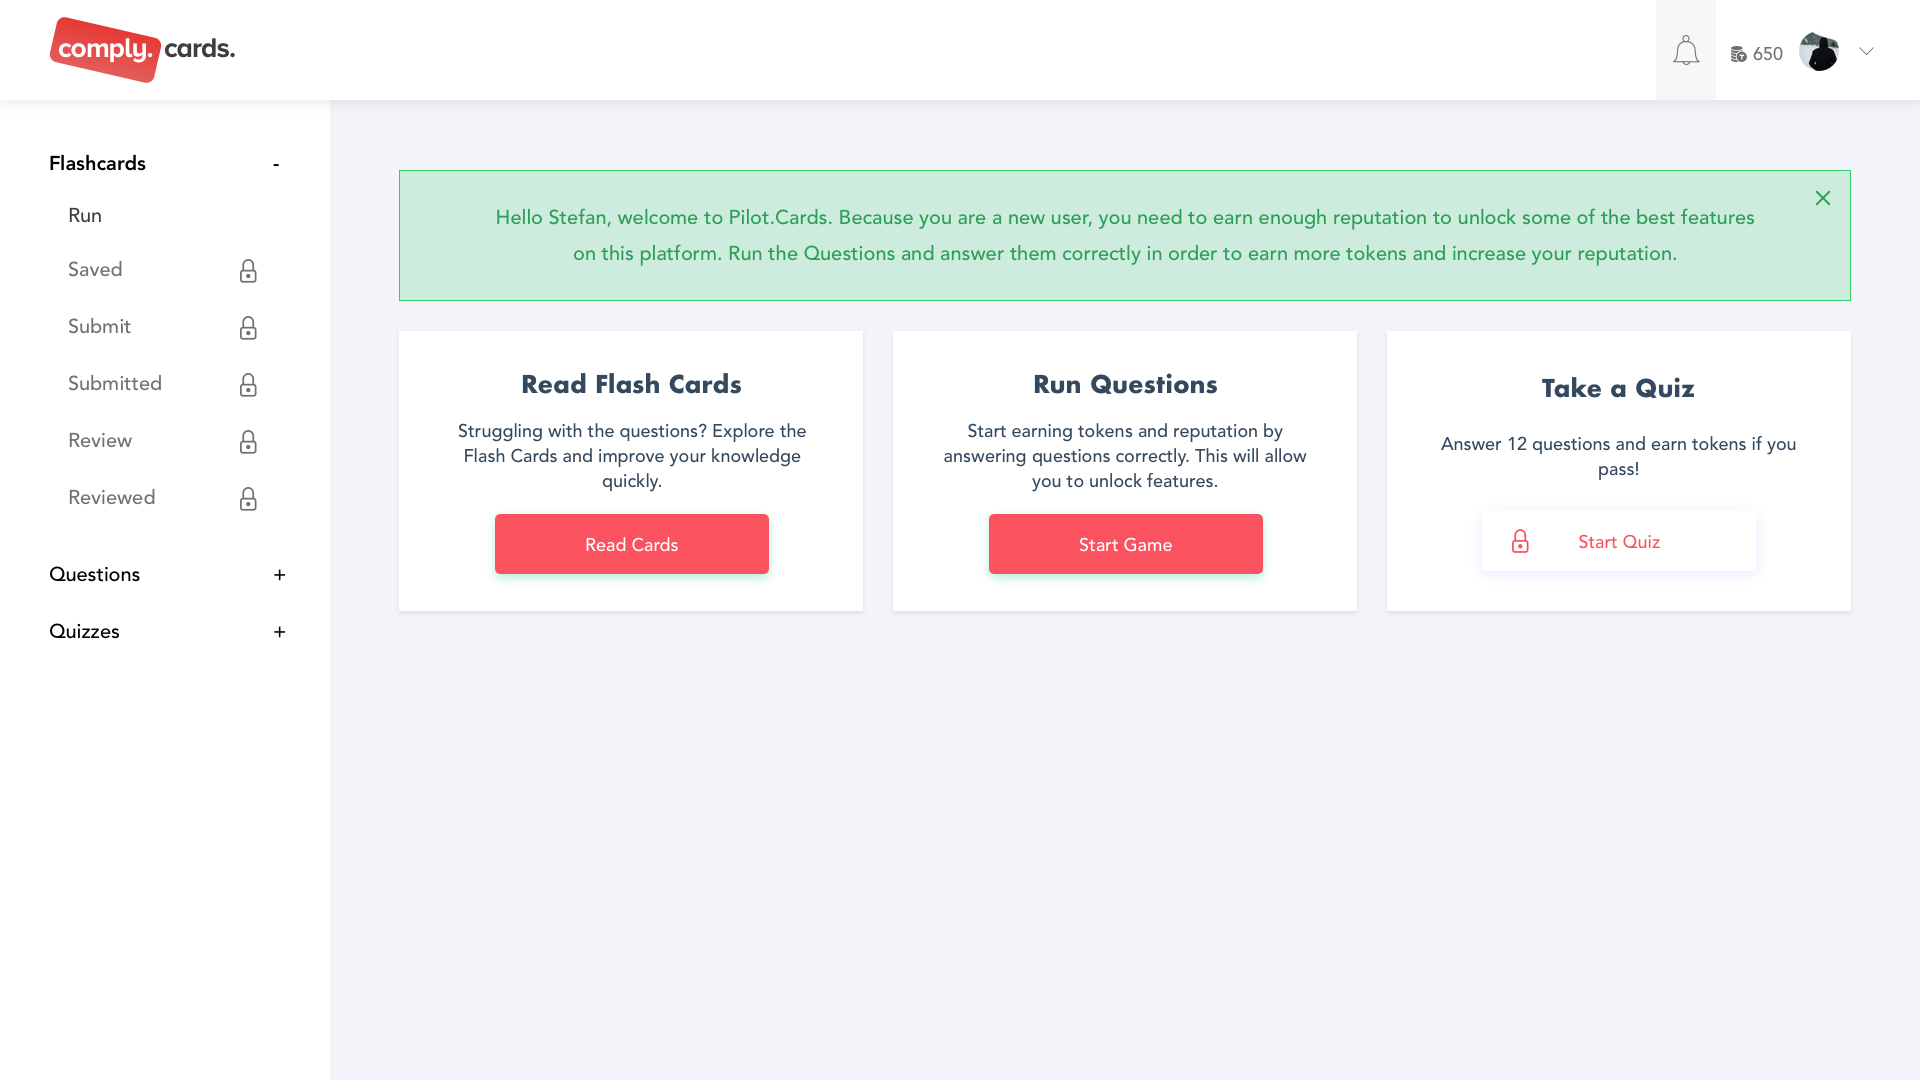 comply. cards.
650
Flashcards -
Run
Saved
Submit
Submitted
Review
Reviewed
Questions +
Quizzes +
Hello Stefan, welcome to Pilot.Cards. Because you are a new user, you need to earn enough reputation to unlock some of the best features
on this platform. Run the Questions and answer them correctly in order to earn more tokens and increase your reputation.
Read Flash Cards
Struggling with the questions? Explore the
Flash Cards and improve your knowledge
quickly.
Read Cards
Run Questions
Start earning tokens and reputation by
answering questions correctly. This will allow
you to unlock features.
Start Game
Take a Quiz
Answer 12 questions and earn tokens if you
pass!
Start Quiz